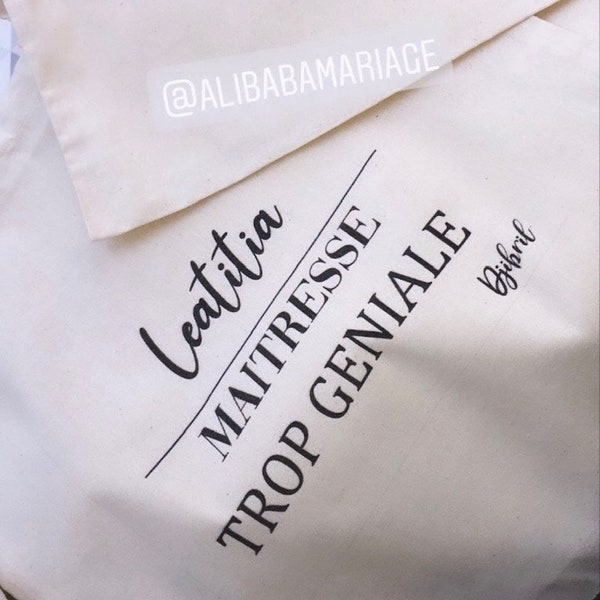 @ALIBABAMARIAGE
Leatitia
MAITRESSE
TROP GENIALE
Djibril